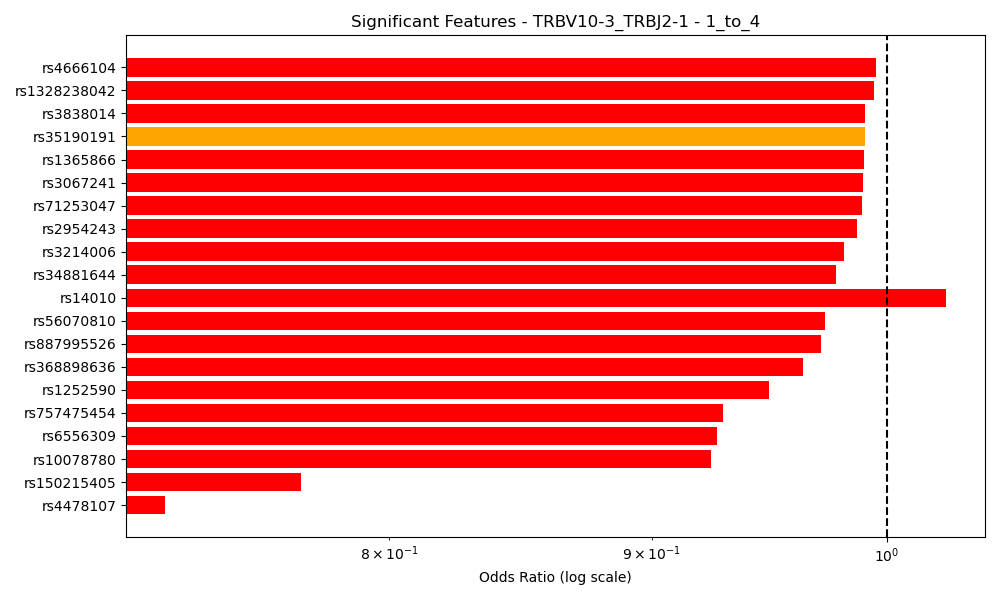 Significant Features - TRBV10-3_TRBJ2-1 - 1_to_4
rs4666104
rs1328238042
rs3838014
rs35190191
rs1365866
rs3067241
rs71253047
rs2954243
rs3214006
rs34881644
rs14010
rs56070810
rs887995526
rs368898636
rs1252590
rs757475454
rs6556309
rs10078780
rs150215405
rs4478107
8 × 10⁻¹ 9 × 10⁻¹ 10⁰
Odds Ratio (log scale)